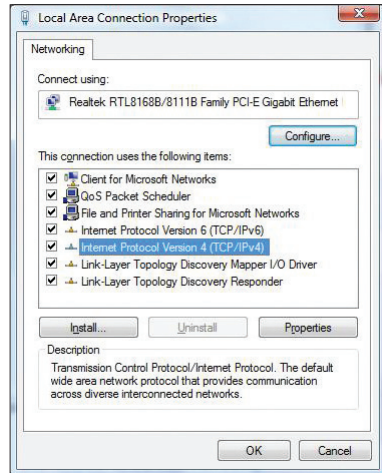 Local Area Connection Properties
Networking
Connect using:
Realtek RTL8168B/8111B Family PCI-E Gigabit Ethernet
Configure...
This connection uses the following items:
Client for Microsoft Networks
QoS Packet Scheduler
File and Printer Sharing for Microsoft Networks
Internet Protocol Version 6 (TCP/IPv6)
Internet Protocol Version 4 (TCP/IPv4)
Link-Layer Topology Discovery Mapper I/O Driver
Link-Layer Topology Discovery Responder
Install... Uninstall Properties
Description
Transmission Control Protocol/Internet Protocol. The default
wide area network protocol that provides communication
across diverse interconnected networks.
OK Cancel